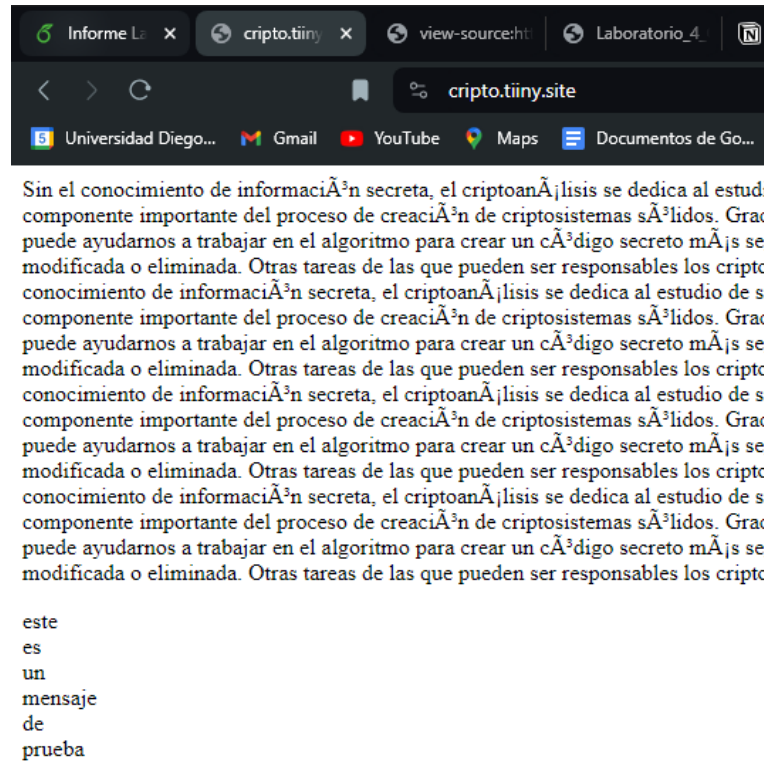 Informe La
cripto.tiiny
view-source:ht
Laboratorio_4_
cripto.tiiny.site
5 Universidad Diego... Gmail YouTube Maps Documentos de Go...
Sin el conocimiento de informaciÃ³n secreta, el criptoanÃ¡lisis se dedica al estud
componente importante del proceso de creaciÃ³n de criptosistemas sÃ³lidos. Grac
puede ayudarnos a trabajar en el algoritmo para crear un cÃ³digo secreto mÃ¡s se
modificada o eliminada. Otras tareas de las que pueden ser responsables los cripto
conocimiento de informaciÃ³n secreta, el criptoanÃ¡lisis se dedica al estudio de s
componente importante del proceso de creaciÃ³n de criptosistemas sÃ³lidos. Grac
puede ayudarnos a trabajar en el algoritmo para crear un cÃ³digo secreto mÃ¡s se
modificada o eliminada. Otras tareas de las que pueden ser responsables los cripto
conocimiento de informaciÃ³n secreta, el criptoanÃ¡lisis se dedica al estudio de s
componente importante del proceso de creaciÃ³n de criptosistemas sÃ³lidos. Grac
puede ayudarnos a trabajar en el algoritmo para crear un cÃ³digo secreto mÃ¡s se
modificada o eliminada. Otras tareas de las que pueden ser responsables los cripto
conocimiento de informaciÃ³n secreta, el criptoanÃ¡lisis se dedica al estudio de s
componente importante del proceso de creaciÃ³n de criptosistemas sÃ³lidos. Grac
puede ayudarnos a trabajar en el algoritmo para crear un cÃ³digo secreto mÃ¡s se
modificada o eliminada. Otras tareas de las que pueden ser responsables los cripto
este
es
un
mensaje
de
prueba